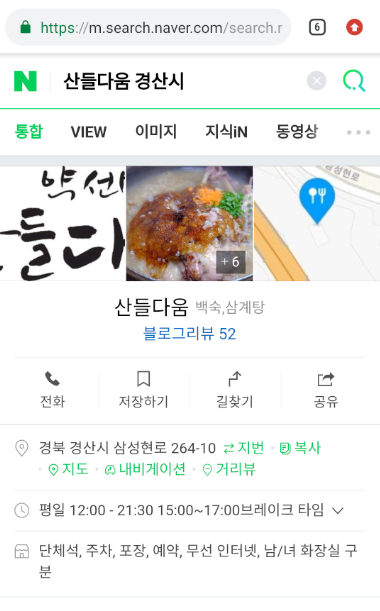 https://m.search.naver.com/search.r
6
N 산들다움 경산시
통합 VIEW 이미지 지식iN 동영상
약선
산들다
성현로
+ 6
산들다움 백숙,삼계탕
블로그리뷰 52
전화 저장하기 길찾기 공유
경북 경산시 삼성현로 264-10 지번 · 복사
· 지도 · 내비게이션 · 거리뷰
평일 12:00 - 21:30 15:00~17:00브레이크 타임
단체석, 주차, 포장, 예약, 무선 인터넷, 남/녀 화장실 구
분